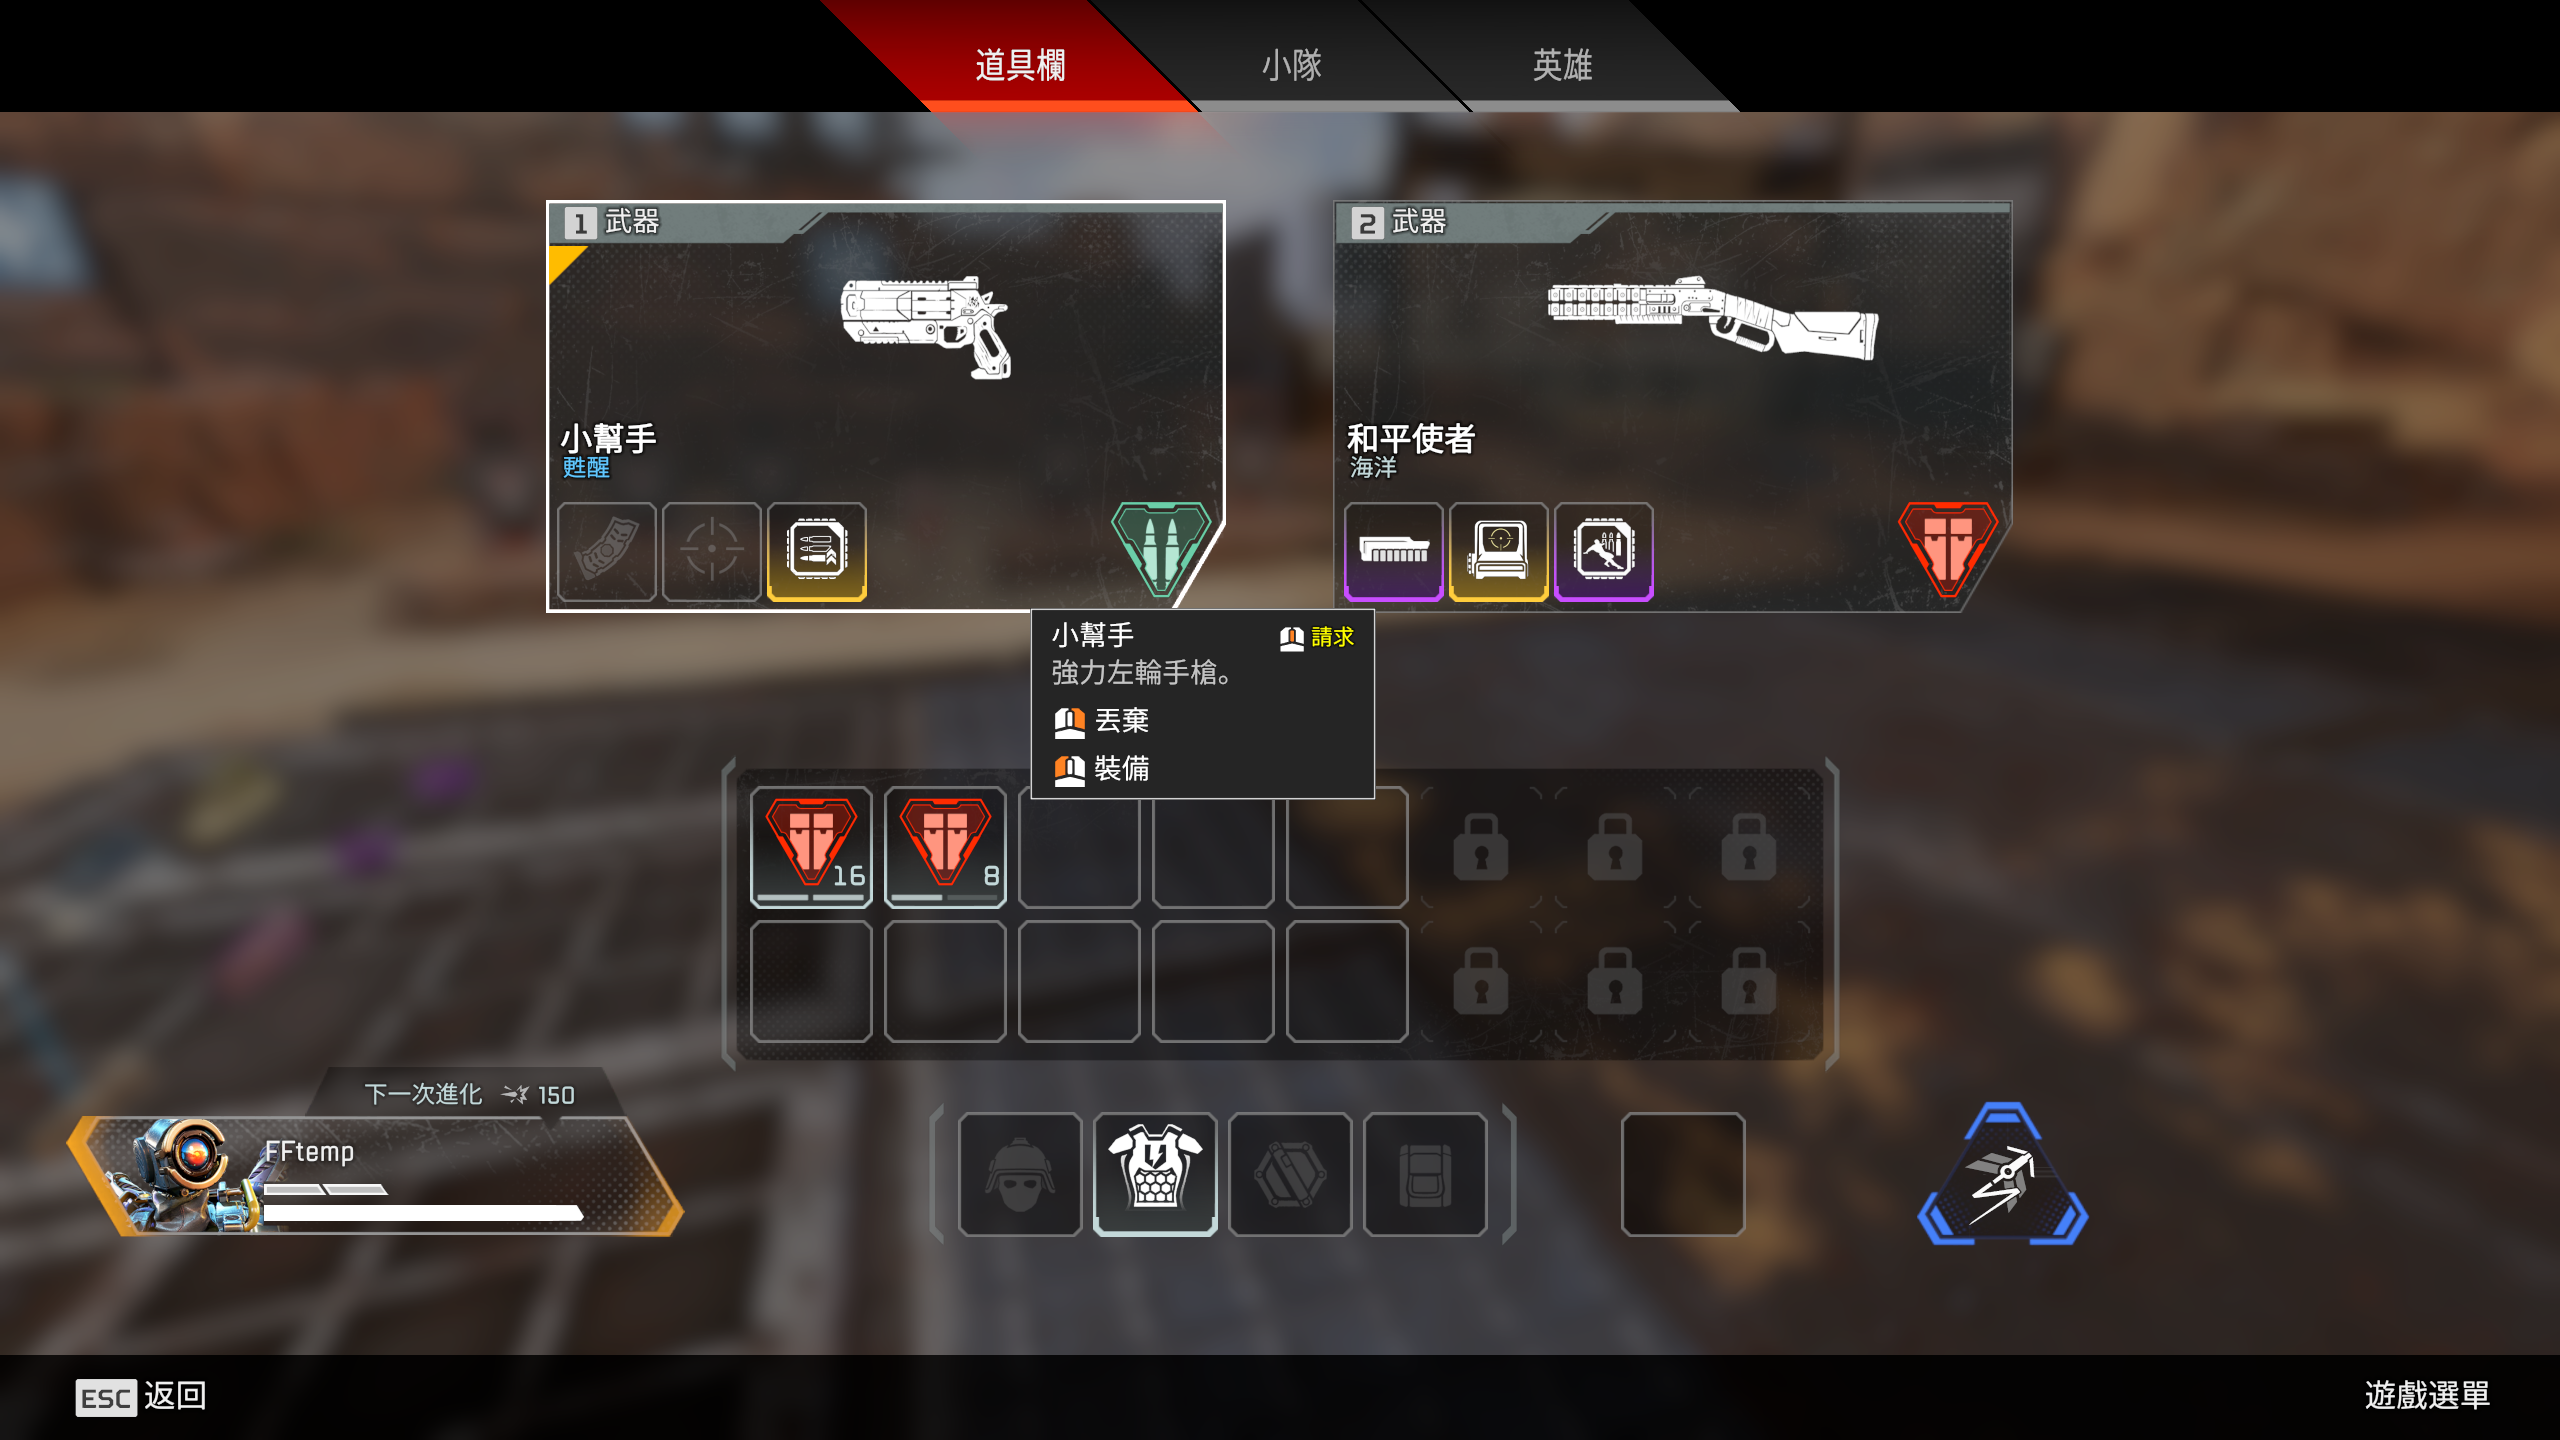 道具欄
小隊
英雄
1 武器
2 武器
小幫手
甦醒
和平使者
海洋
小幫手
請求
強力左輪手槍。
丟棄
裝備
16
8
下一次進化 150
FFtemp
ESC 返回
遊戲選單